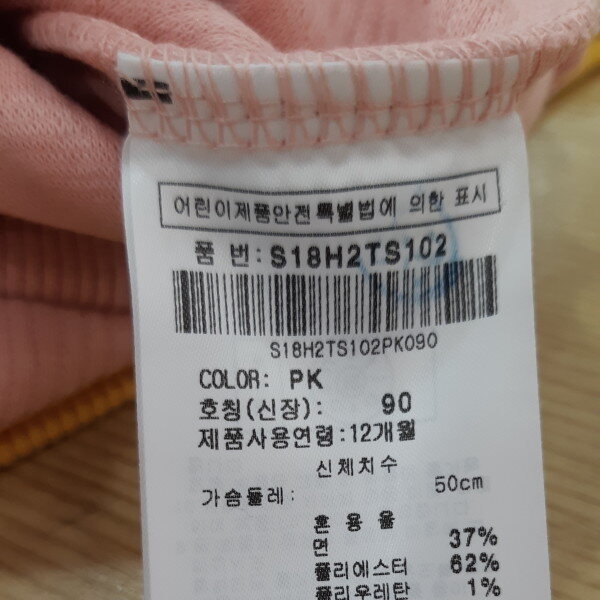 어린이제품안전특별법에 의한 표시
품 번: S18H2TS102
S18H2TS102PK090
COLOR: PK
호칭(신장): 90
제품사용연령: 12개월
신체치수
가슴둘레: 50cm
혼 용 율
면 37%
폴리에스터 62%
폴리우레탄 1%